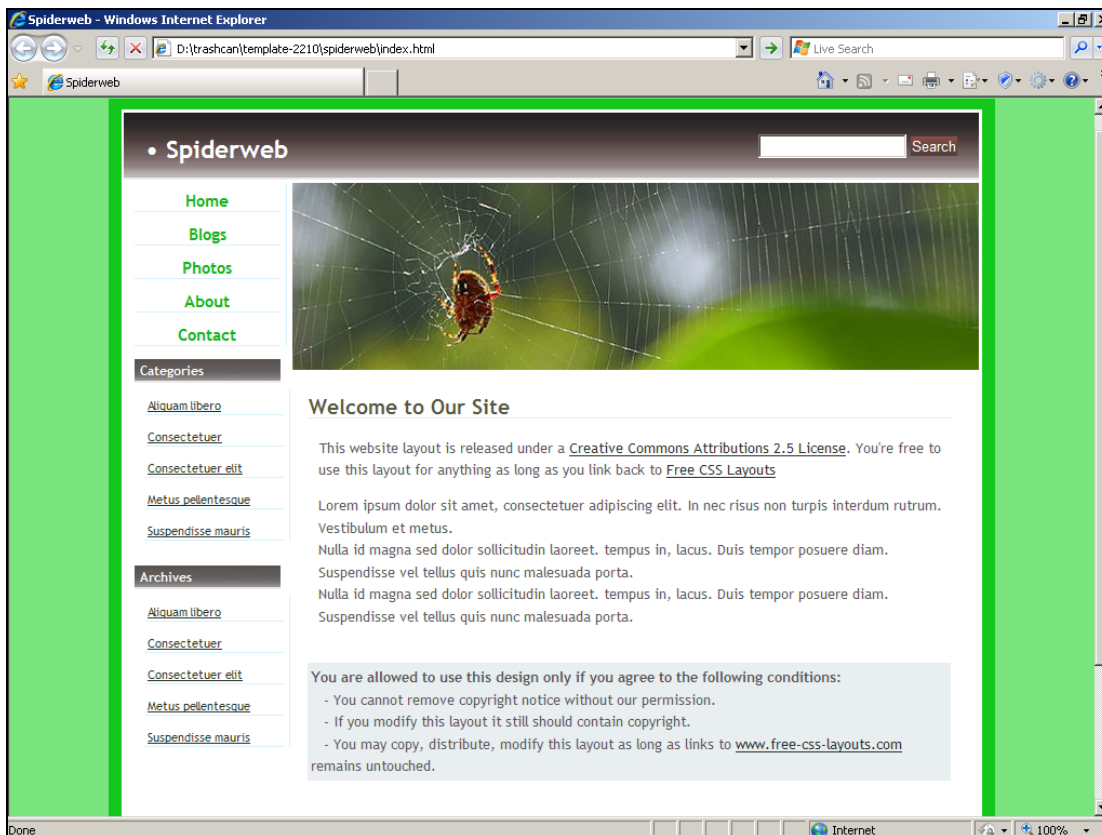 Spiderweb - Windows Internet Explorer
D:\trashcan\template-2210\spiderweb\index.html
Live Search
Spiderweb
• Spiderweb
Search
Home
Blogs
Photos
About
Contact
Categories
Aliquam libero
Consectetuer
Consectetuer elit
Metus pellentesque
Suspendisse mauris
Archives
Aliquam libero
Consectetuer
Consectetuer elit
Metus pellentesque
Suspendisse mauris
Welcome to Our Site
This website layout is released under a Creative Commons Attributions 2.5 License. You're free to
use this layout for anything as long as you link back to Free CSS Layouts
Lorem ipsum dolor sit amet, consectetuer adipiscing elit. In nec risus non turpis interdum rutrum.
Vestibulum et metus.
Nulla id magna sed dolor sollicitudin laoreet. tempus in, lacus. Duis tempor posuere diam.
Suspendisse vel tellus quis nunc malesuada porta.
Nulla id magna sed dolor sollicitudin laoreet. tempus in, lacus. Duis tempor posuere diam.
Suspendisse vel tellus quis nunc malesuada porta.
You are allowed to use this design only if you agree to the following conditions:
- You cannot remove copyright notice without our permission.
- If you modify this layout it still should contain copyright.
- You may copy, distribute, modify this layout as long as links to www.free-css-layouts.com
remains untouched.
Done
Internet
100%